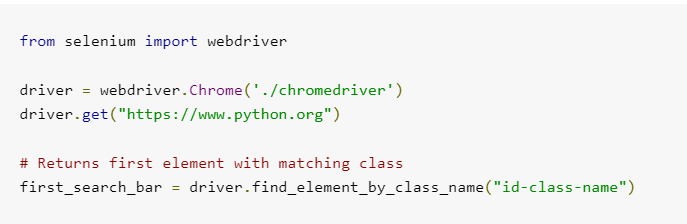 from selenium import webdriver
driver = webdriver.Chrome('./chromedriver')
driver.get("https://www.python.org")
# Returns first element with matching class
first_search_bar = driver.find_element_by_class_name("id-class-name")